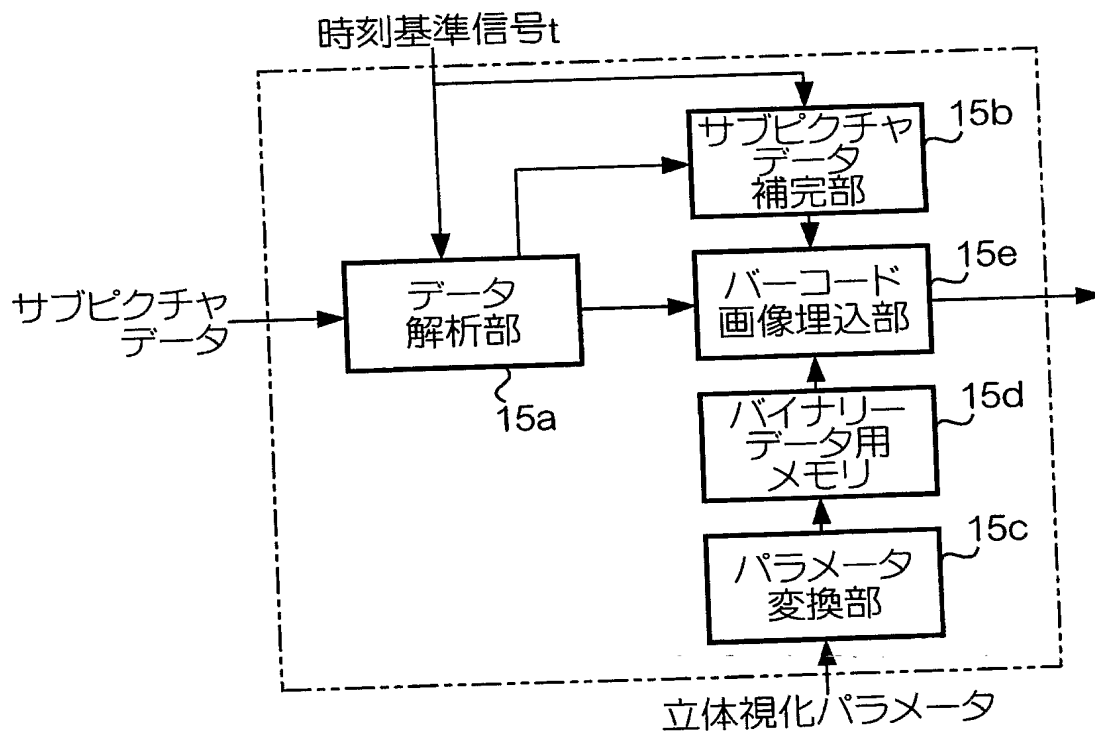 時刻基準信号t
サブピクチャ
データ
補完部
15b
サブピクチャ
データ
データ
解析部
15a
バーコード
画像埋込部
15e
バイナリー
データ用
メモリ
15d
パラメータ
変換部
15c
立体視化パラメータ